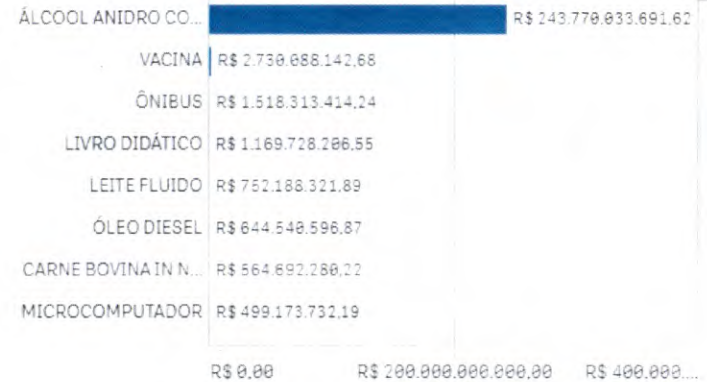 ÁLCOOL ANIDRO CO... R$ 243.770.033.691,62
VACINA R$ 2.730.088.142,68
ÔNIBUS R$ 1.518.313.414,24
LIVRO DIDÁTICO R$ 1.169.728.206,55
LEITE FLUIDO R$ 752.188.321,89
ÓLEO DIESEL R$ 644.540.596,87
CARNE BOVINA IN N... R$ 564.692.280,22
MICROCOMPUTADOR R$ 499.173.732,19
R$ 0,00 R$ 200.000.000.000,00 R$ 400.000....